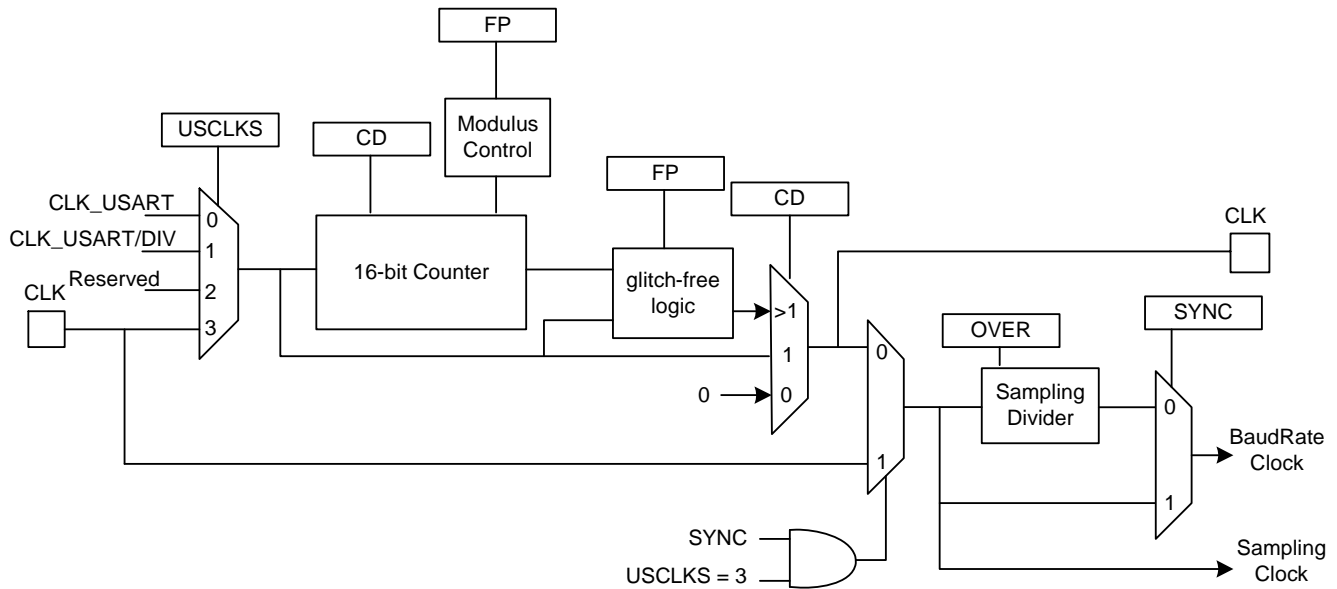 FP
USCLKS
CD
Modulus
Control
FP
CD
CLK_USART
0
CLK_USART/DIV
1
Reserved
2
CLK
3
16-bit Counter
glitch-free
logic
>1
1
0
0
CLK
0
1
OVER
Sampling
Divider
SYNC
0
1
BaudRate
Clock
SYNC
USCLKS = 3
Sampling
Clock